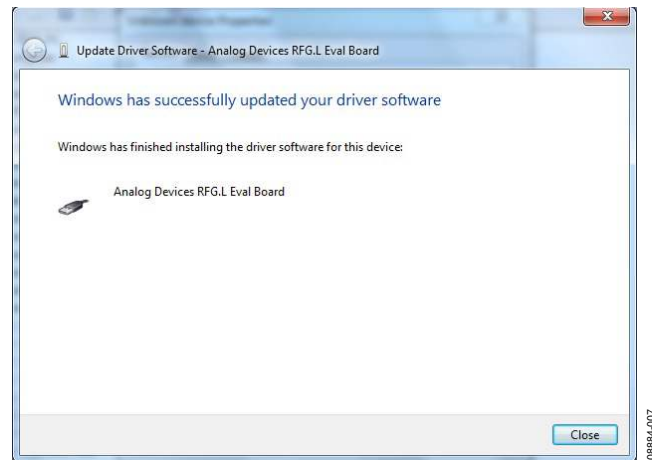 Update Driver Software - Analog Devices RFG.L Eval Board
Windows has successfully updated your driver software
Windows has finished installing the driver software for this device:
Analog Devices RFG.L Eval Board
Close
08884-007